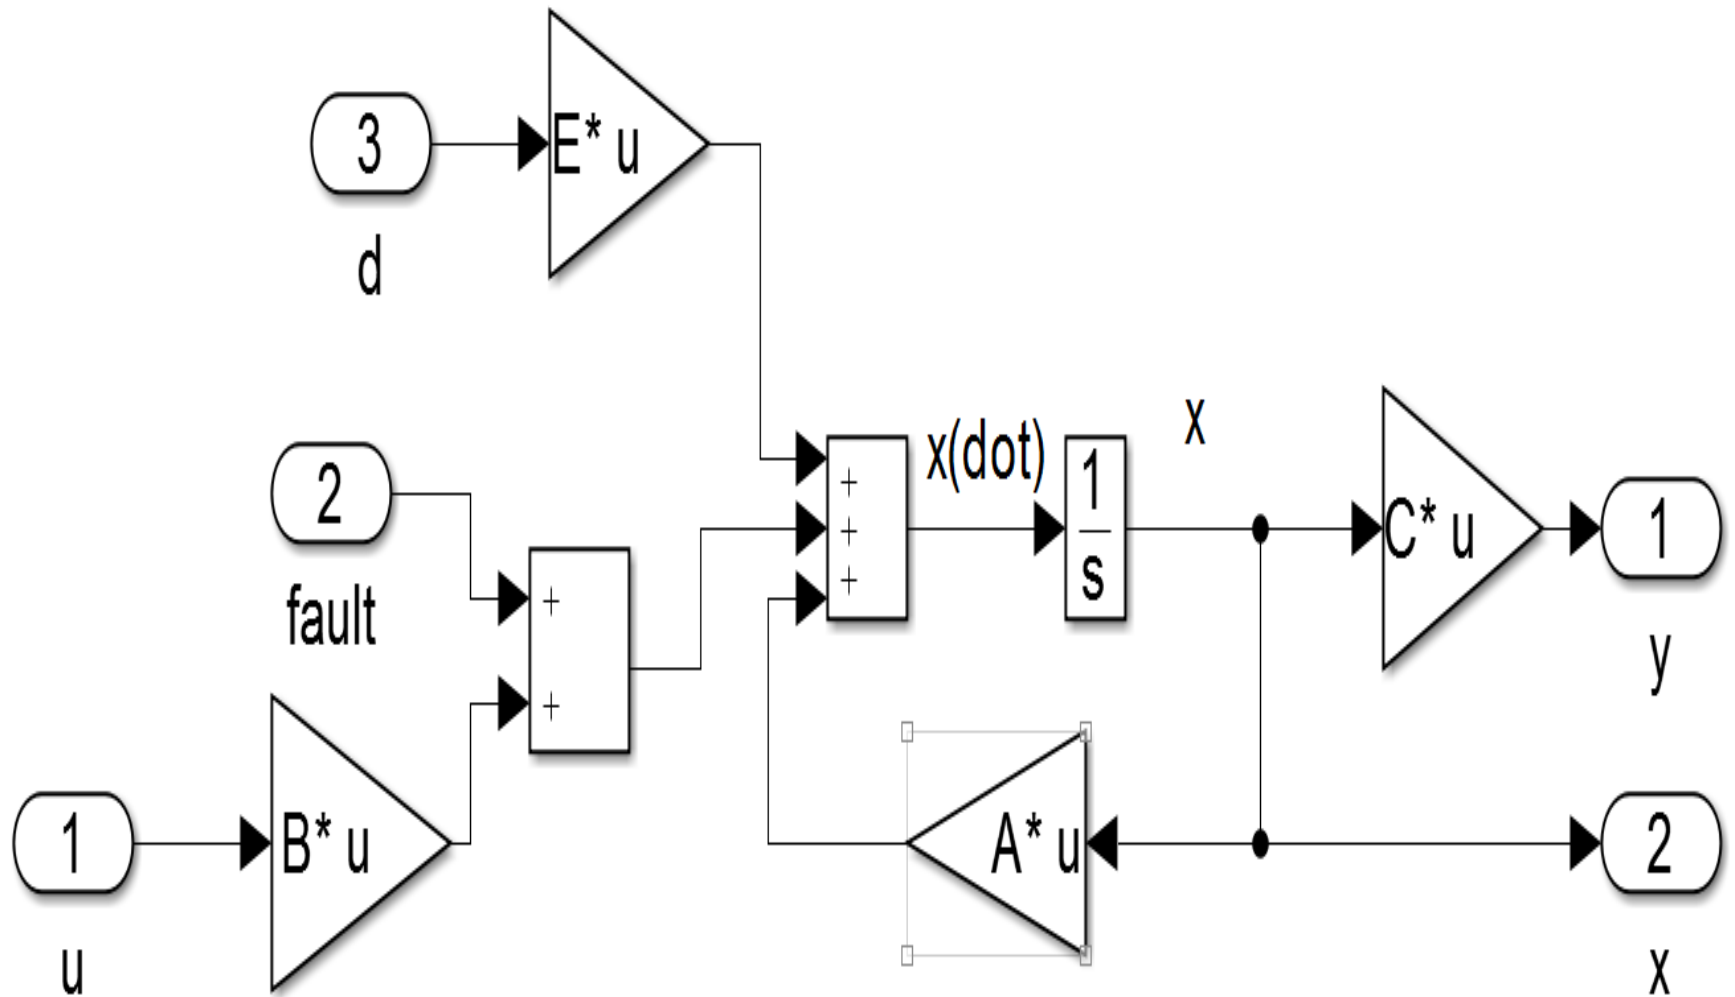 3
E* u
d
x
x(dot)
1
s
+
+
+
2
fault
+
+
C* u
1
y
1
u
B* u
A* u
2
x